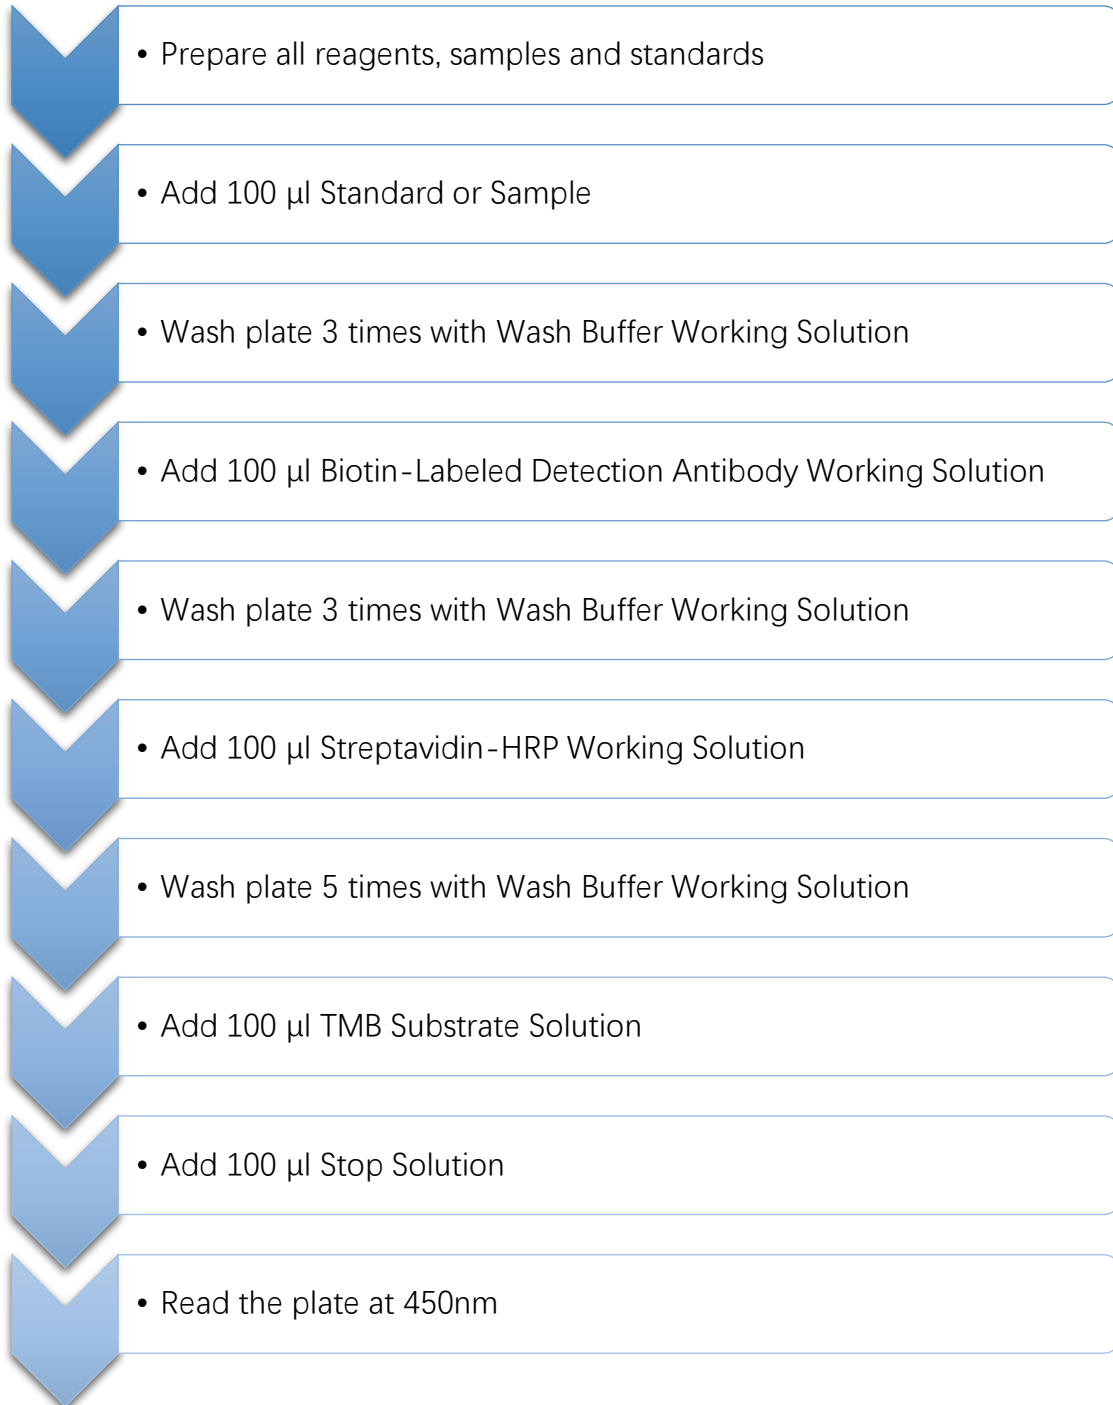 • Prepare all reagents, samples and standards
• Add 100 µl Standard or Sample
• Wash plate 3 times with Wash Buffer Working Solution
• Add 100 µl Biotin-Labeled Detection Antibody Working Solution
• Wash plate 3 times with Wash Buffer Working Solution
• Add 100 µl Streptavidin-HRP Working Solution
• Wash plate 5 times with Wash Buffer Working Solution
• Add 100 µl TMB Substrate Solution
• Add 100 µl Stop Solution
• Read the plate at 450nm